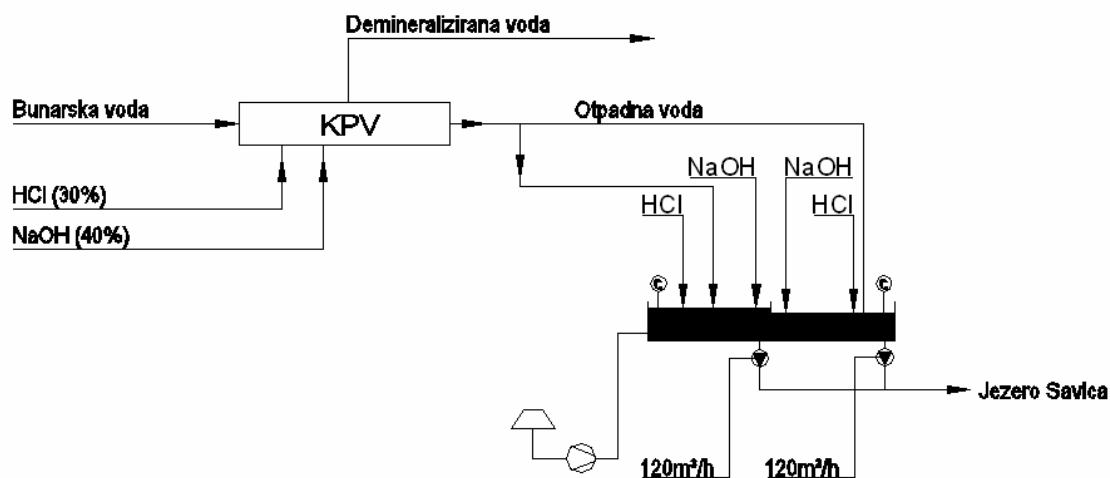 Demineralizirana voda
Bunarska voda
KPV
Otpadna voda
HCl (30%)
NaOH (40%)
NaOH
NaOH
HCl
HCl
C
C
Jezero Savica
120m³/h
120m³/h